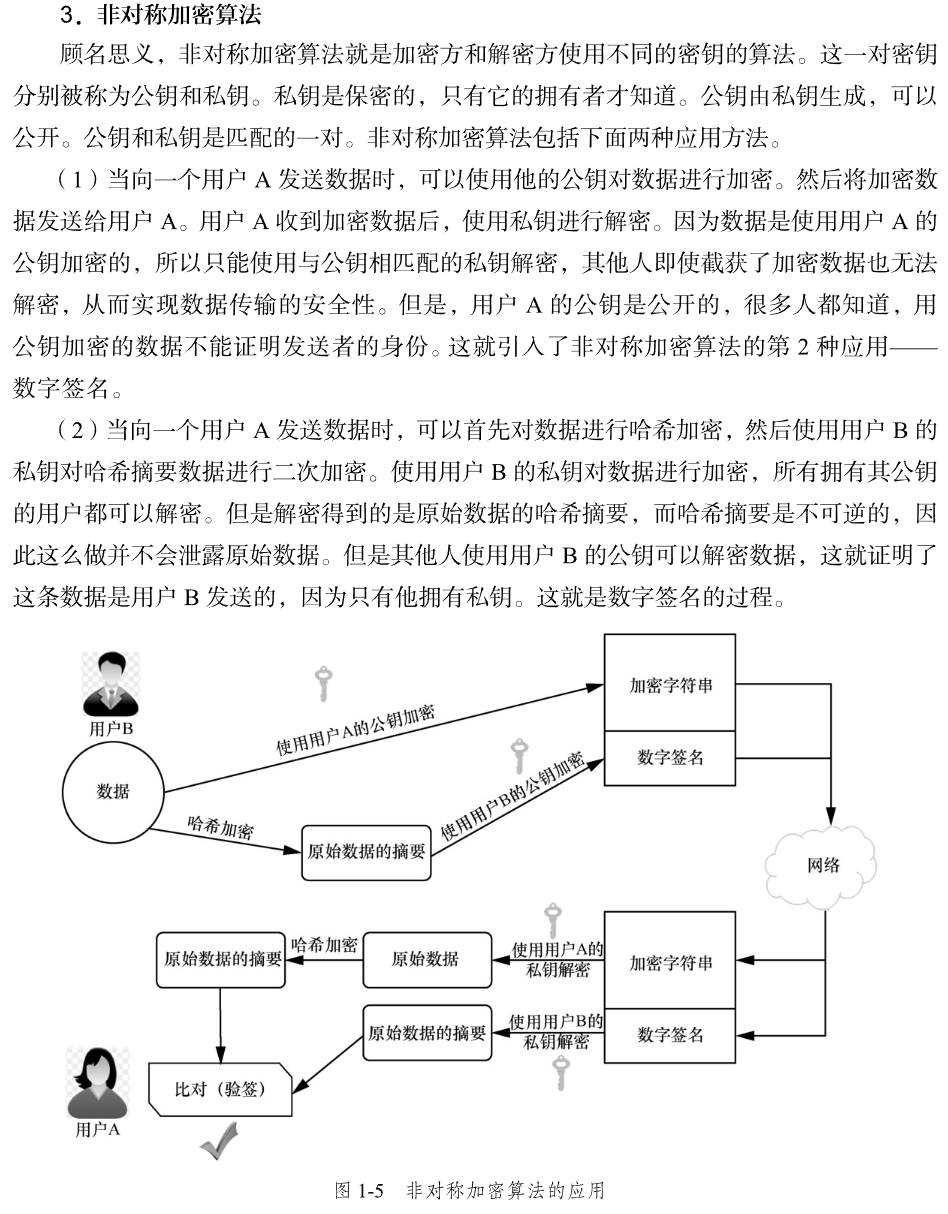 3．非对称加密算法
顾名思义，非对称加密算法就是加密方和解密方使用不同的密钥的算法。这一对密钥
分别被称为公钥和私钥。私钥是保密的，只有它的拥有者才知道。公钥由私钥生成，可以
公开。公钥和私钥是匹配的一对。非对称加密算法包括下面两种应用方法。
（1）当向一个用户 A 发送数据时，可以使用他的公钥对数据进行加密。然后将加密数
据发送给用户 A。用户 A 收到加密数据后，使用私钥进行解密。因为数据是使用用户 A 的
公钥加密的，所以只能使用与公钥相匹配的私钥解密，其他人即使截获了加密数据也无法
解密，从而实现数据传输的安全性。但是，用户 A 的公钥是公开的，很多人都知道，用
公钥加密的数据不能证明发送者的身份。这就引入了非对称加密算法的第 2 种应用——
数字签名。
（2）当向一个用户 A 发送数据时，可以首先对数据进行哈希加密，然后使用用户 B 的
私钥对哈希摘要数据进行二次加密。使用用户 B 的私钥对数据进行加密，所有拥有其公钥
的用户都可以解密。但是解密得到的是原始数据的哈希摘要，而哈希摘要是不可逆的，因
此这么做并不会泄露原始数据。但是其他人使用用户 B 的公钥可以解密数据，这就证明了
这条数据是用户 B 发送的，因为只有他拥有私钥。这就是数字签名的过程。
用户B
数据
使用用户A的公钥加密
加密字符串
数字签名
哈希加密
原始数据的摘要
使用用户B的公钥加密
网络
原始数据的摘要
哈希加密
原始数据
使用用户A的
私钥解密
加密字符串
原始数据的摘要
使用用户B的
私钥解密
数字签名
比对（验签）
用户A
图 1-5 非对称加密算法的应用